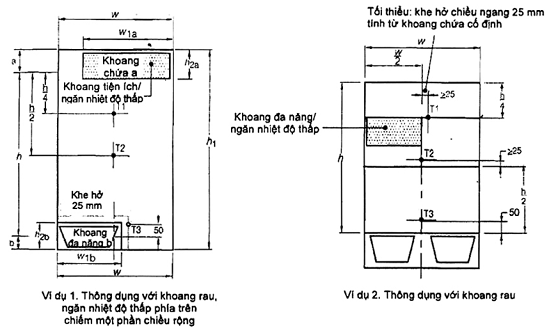 w
w1a
a
Khoang
chứa a
h2a
Khoang tiện ích/
ngăn nhiệt độ thấp
h
4
T1
h
2
h
h1
T2
Khe hở
25 mm
T3
50
h2b
Khoang
đa năng b
b
w1b
w
Ví dụ 1. Thông dụng với khoang rau,
ngăn nhiệt độ thấp phía trên
chiếm một phần chiều rộng
Tối thiểu: khe hở chiều ngang 25 mm
tính từ khoang chứa cố định
w
w
2
≥25
h
4
T1
Khoang đa năng/
ngăn nhiệt độ thấp
T2
≥25
h
h
2
T3
50
Ví dụ 2. Thông dụng với khoang rau